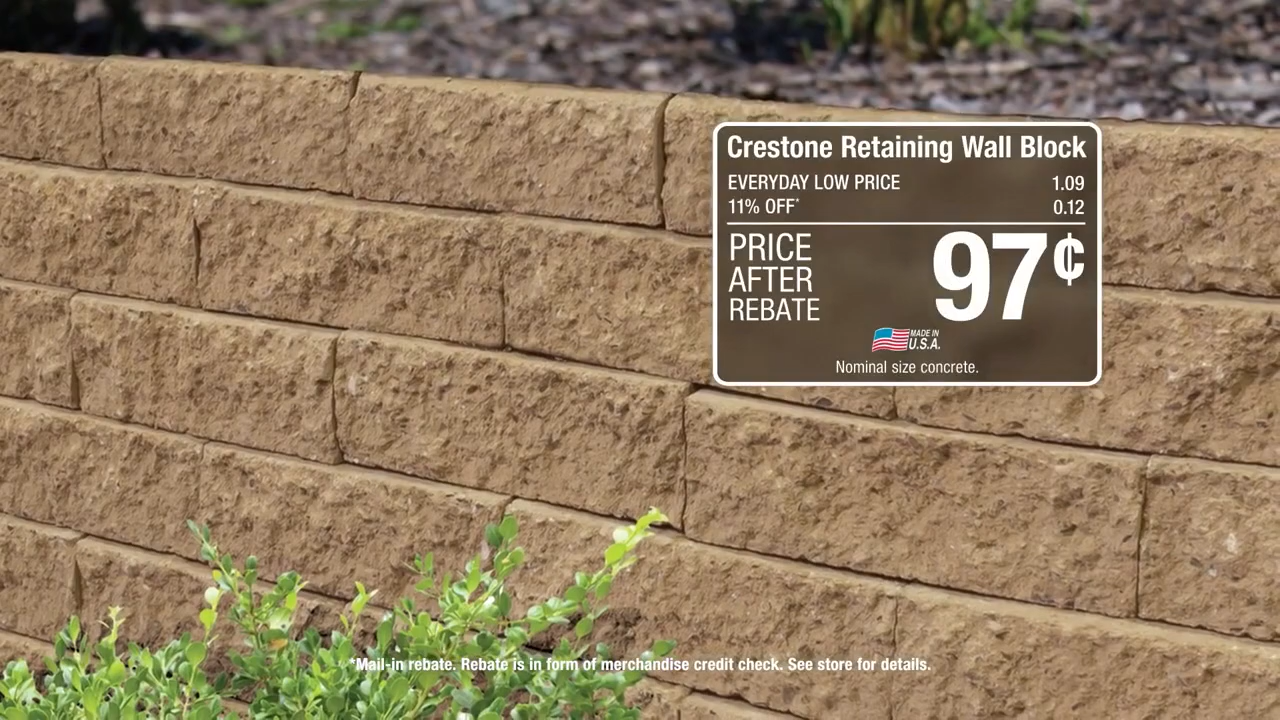 Crestone Retaining Wall Block
EVERYDAY LOW PRICE 1.09
11% OFF* 0.12
PRICE AFTER REBATE 97¢
MADE IN U.S.A.
Nominal size concrete.
*Mail-in rebate. Rebate is in form of merchandise credit check. See store for details.